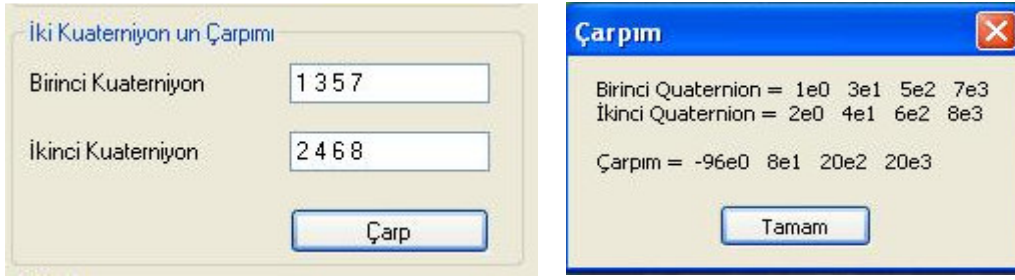 İki Kuaterniyon un Çarpımı
Birinci Kuaterniyon 1 3 5 7
İkinci Kuaterniyon 2 4 6 8
Çarp
Çarpım
Birinci Quaternion = 1e0 3e1 5e2 7e3
İkinci Quaternion = 2e0 4e1 6e2 8e3
Çarpım = -96e0 8e1 20e2 20e3
Tamam